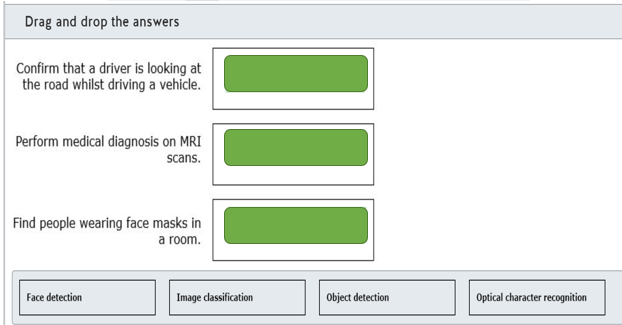 Drag and drop the answers
Confirm that a driver is looking at
the road whilst driving a vehicle.
Perform medical diagnosis on MRI
scans.
Find people wearing face masks in
a room.
Face detection
Image classification
Object detection
Optical character recognition